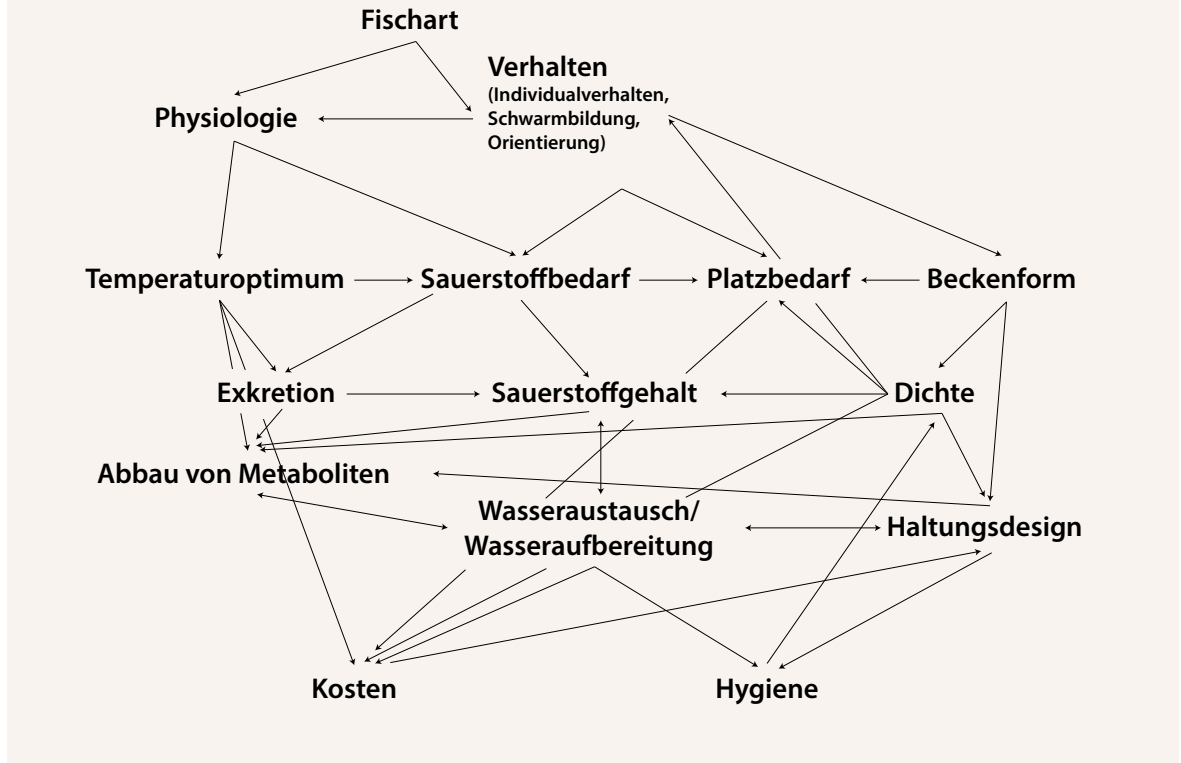 Fischart
Verhalten
(Individualverhalten,
Schwarmbildung,
Orientierung)
Physiologie
Temperaturoptimum
Sauerstoffbedarf
Platzbedarf
Beckenform
Exkretion
Sauerstoffgehalt
Dichte
Abbau von Metaboliten
Wasseraustausch/
Wasseraufbereitung
Haltungsdesign
Kosten
Hygiene